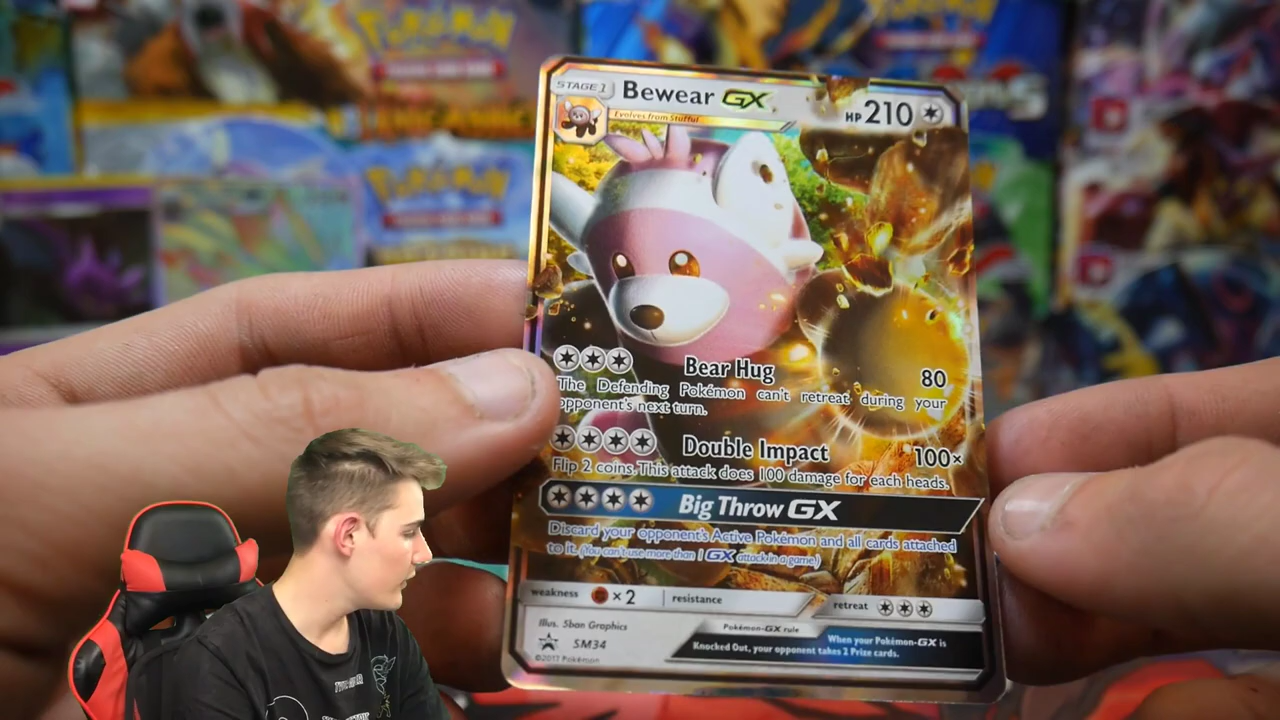 Pokémon
Pokémon
Pokémon
STAGE 1 Bewear GX HP 210
Evolves from Stufful
Bear Hug 80
The Defending Pokémon can't retreat during your
opponent's next turn.
Double Impact 100×
Flip 2 coins. This attack does 100 damage for each heads.
Big Throw GX
Discard your opponent's Active Pokémon and all cards attached
to it. (You can't use more than 1 GX attack in a game.)
weakness ×2 resistance retreat
Illus. 5ban Graphics
Pokémon-GX rule
When your Pokémon-GX is
Knocked Out, your opponent takes 2 Prize cards.
SM34
©2017 Pokémon